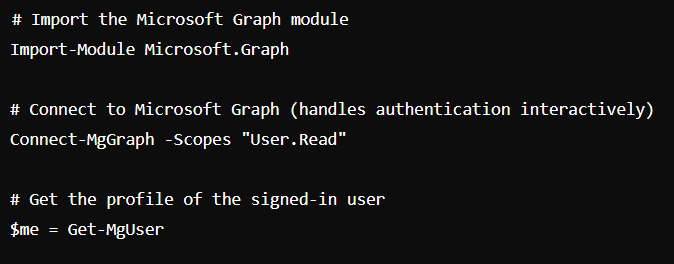 # Import the Microsoft Graph module
Import-Module Microsoft.Graph
# Connect to Microsoft Graph (handles authentication interactively)
Connect-MgGraph -Scopes "User.Read"
# Get the profile of the signed-in user
$me = Get-MgUser